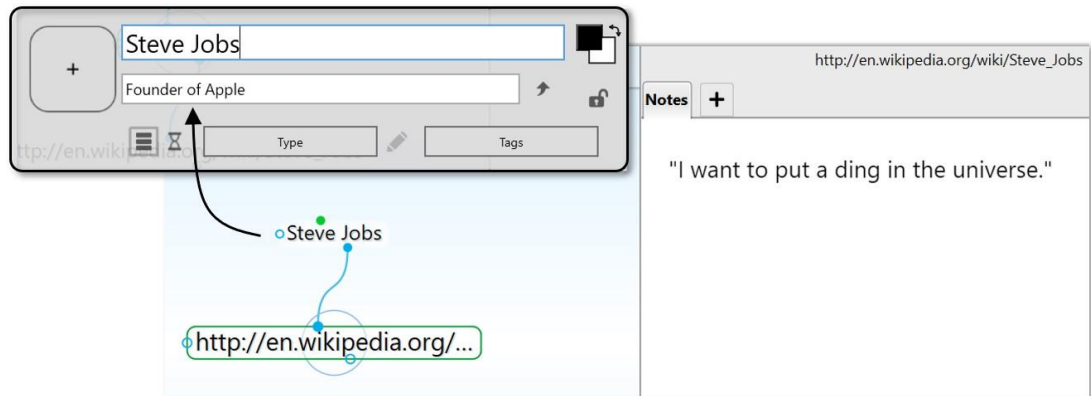 Steve Jobs
Founder of Apple
Type
Tags
http://en.wikipedia.org/wiki/Steve_Jobs
Notes
"I want to put a ding in the universe."
Steve Jobs
http://en.wikipedia.org/...